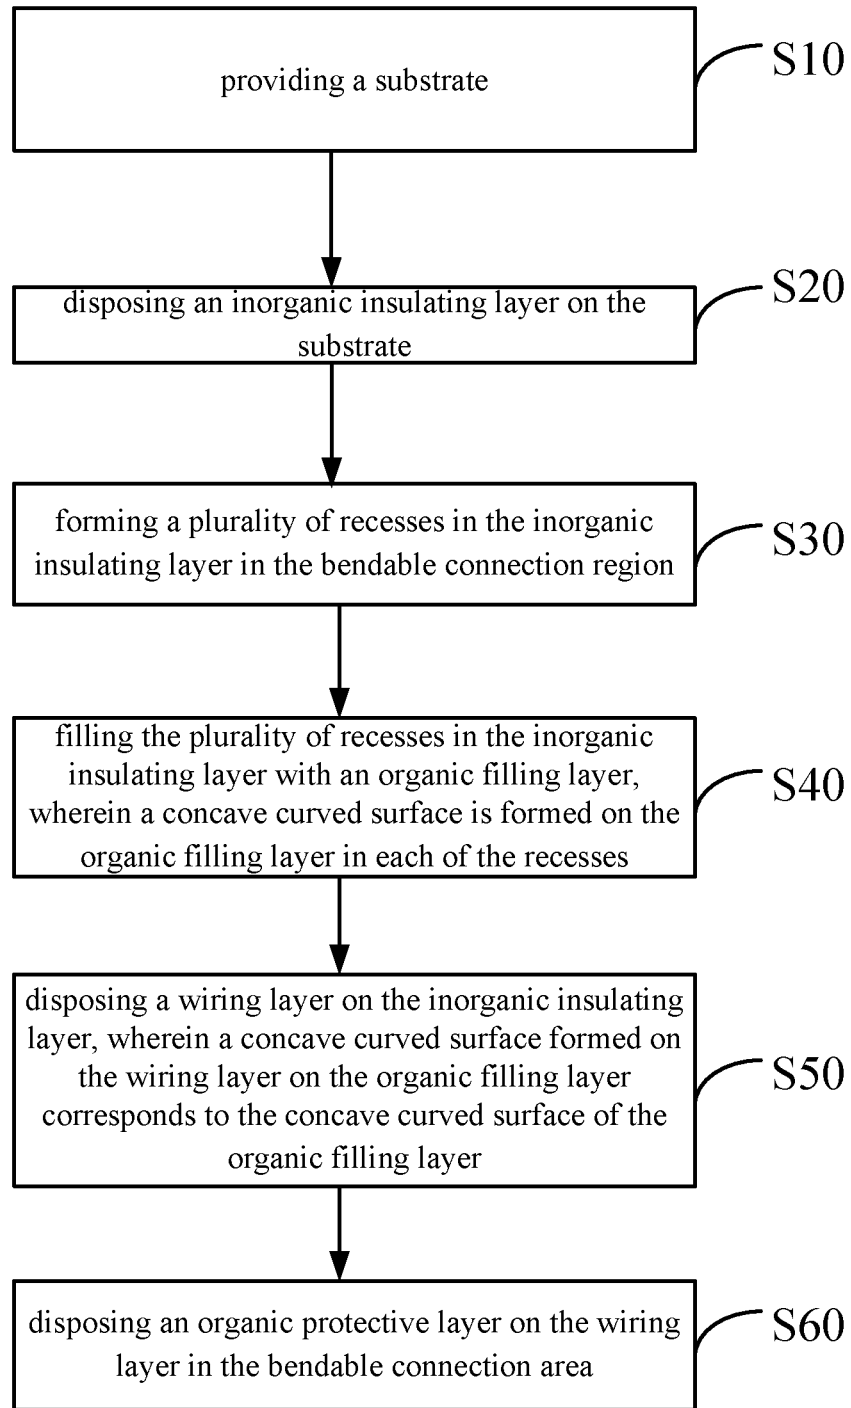 providing a substrate
S10
disposing an inorganic insulating layer on the
substrate
S20
forming a plurality of recesses in the inorganic
insulating layer in the bendable connection region
S30
filling the plurality of recesses in the inorganic
insulating layer with an organic filling layer,
wherein a concave curved surface is formed on the
organic filling layer in each of the recesses
S40
disposing a wiring layer on the inorganic insulating
layer, wherein a concave curved surface formed on
the wiring layer on the organic filling layer
corresponds to the concave curved surface of the
organic filling layer
S50
disposing an organic protective layer on the wiring
layer in the bendable connection area
S60